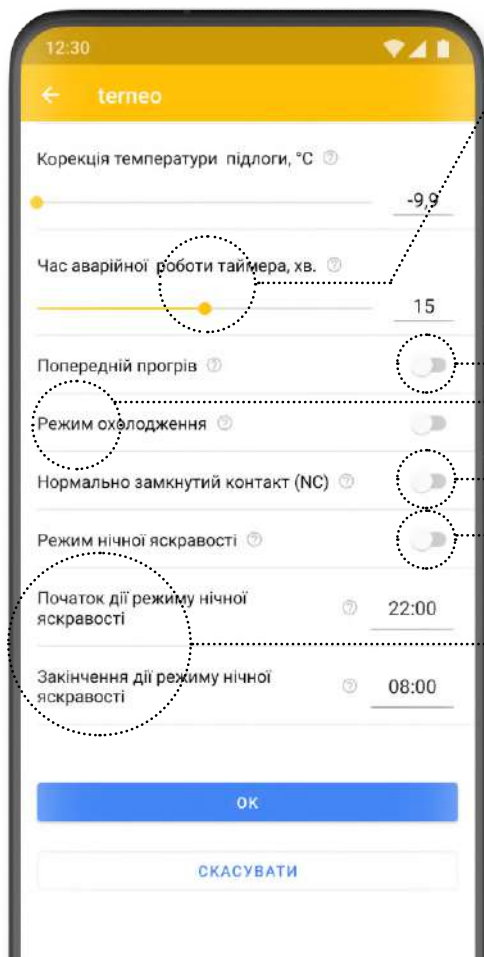 12:30
terneo
Корекція температури підлоги, °C
-9,9
Час аварійної роботи таймера, хв.
15
Попередній прогрів
Режим охолодження
Нормально замкнутий контакт (NC)
Режим нічної яскравості
Початок дії режиму нічної
яскравості
22:00
Закінчення дії режиму нічної
яскравості
08:00
ОК
СКАСУВАТИ